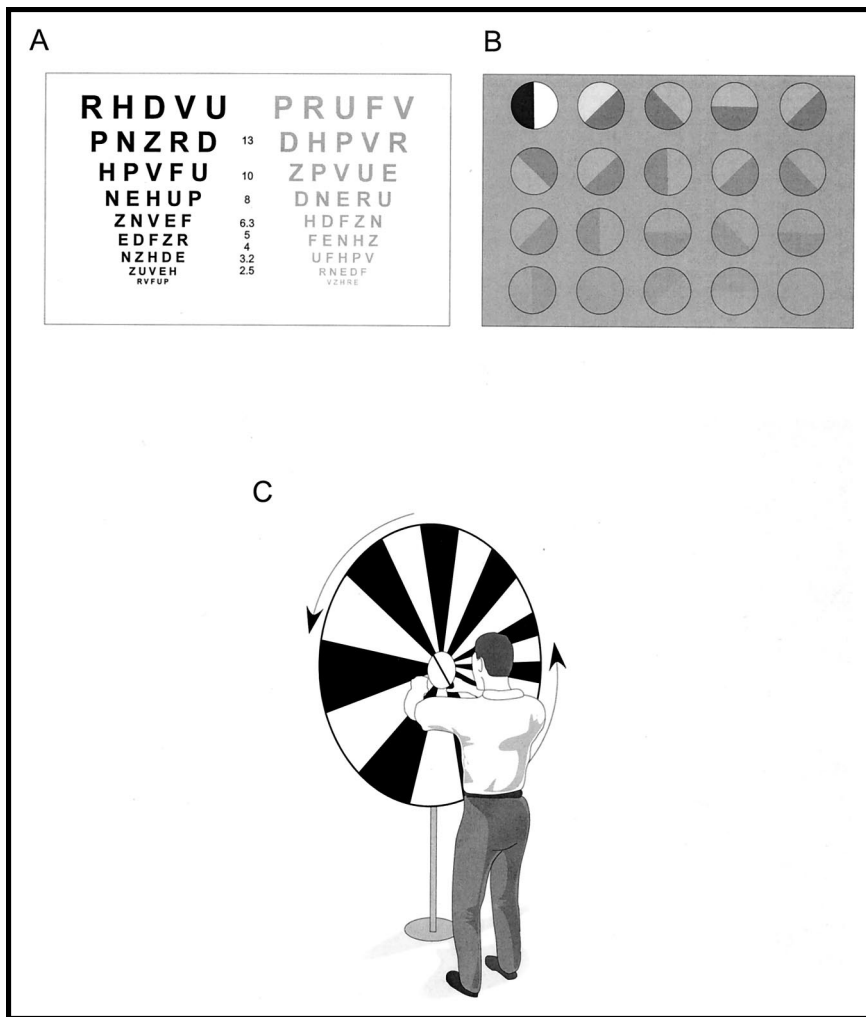 A
B
RHDVU PRUFV
PNZRD 13 DHPVR
HPVFU 10 ZPVUE
NEHUP 8 DNERU
ZNVEF 6.3 HDFZN
5
EDFZR FENHZ
4
NZHDE 3.2 UFHPV
ZUVEH 2.5 RNEDF
RVFUP VZHRE
C